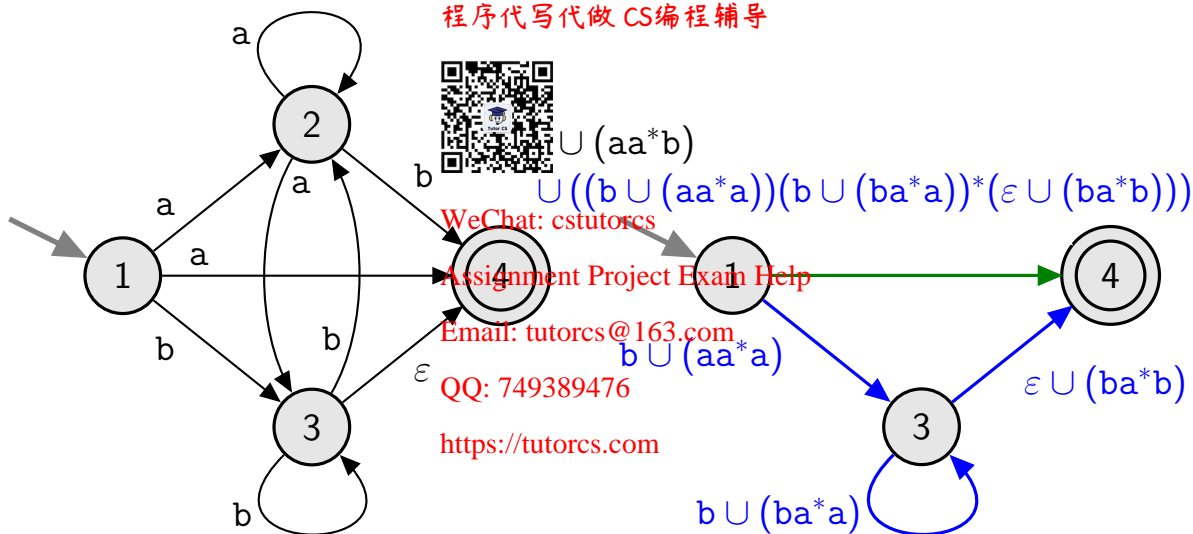 程序代写代做 CS编程辅导
a
2
Tutor CS
∪ (aa*b)
a
b
∪((b ∪ (aa*a))(b ∪ (ba*a))*(ε ∪ (ba*b)))
a
WeChat: cstutorcs
1
a
4
Assignment Project Exam Help
1
4
b
b
Email: tutorcs@163.com
b ∪ (aa*a)
ε
QQ: 749389476
ε ∪ (ba*b)
3
https://tutorcs.com
3
b
b ∪ (ba*a)